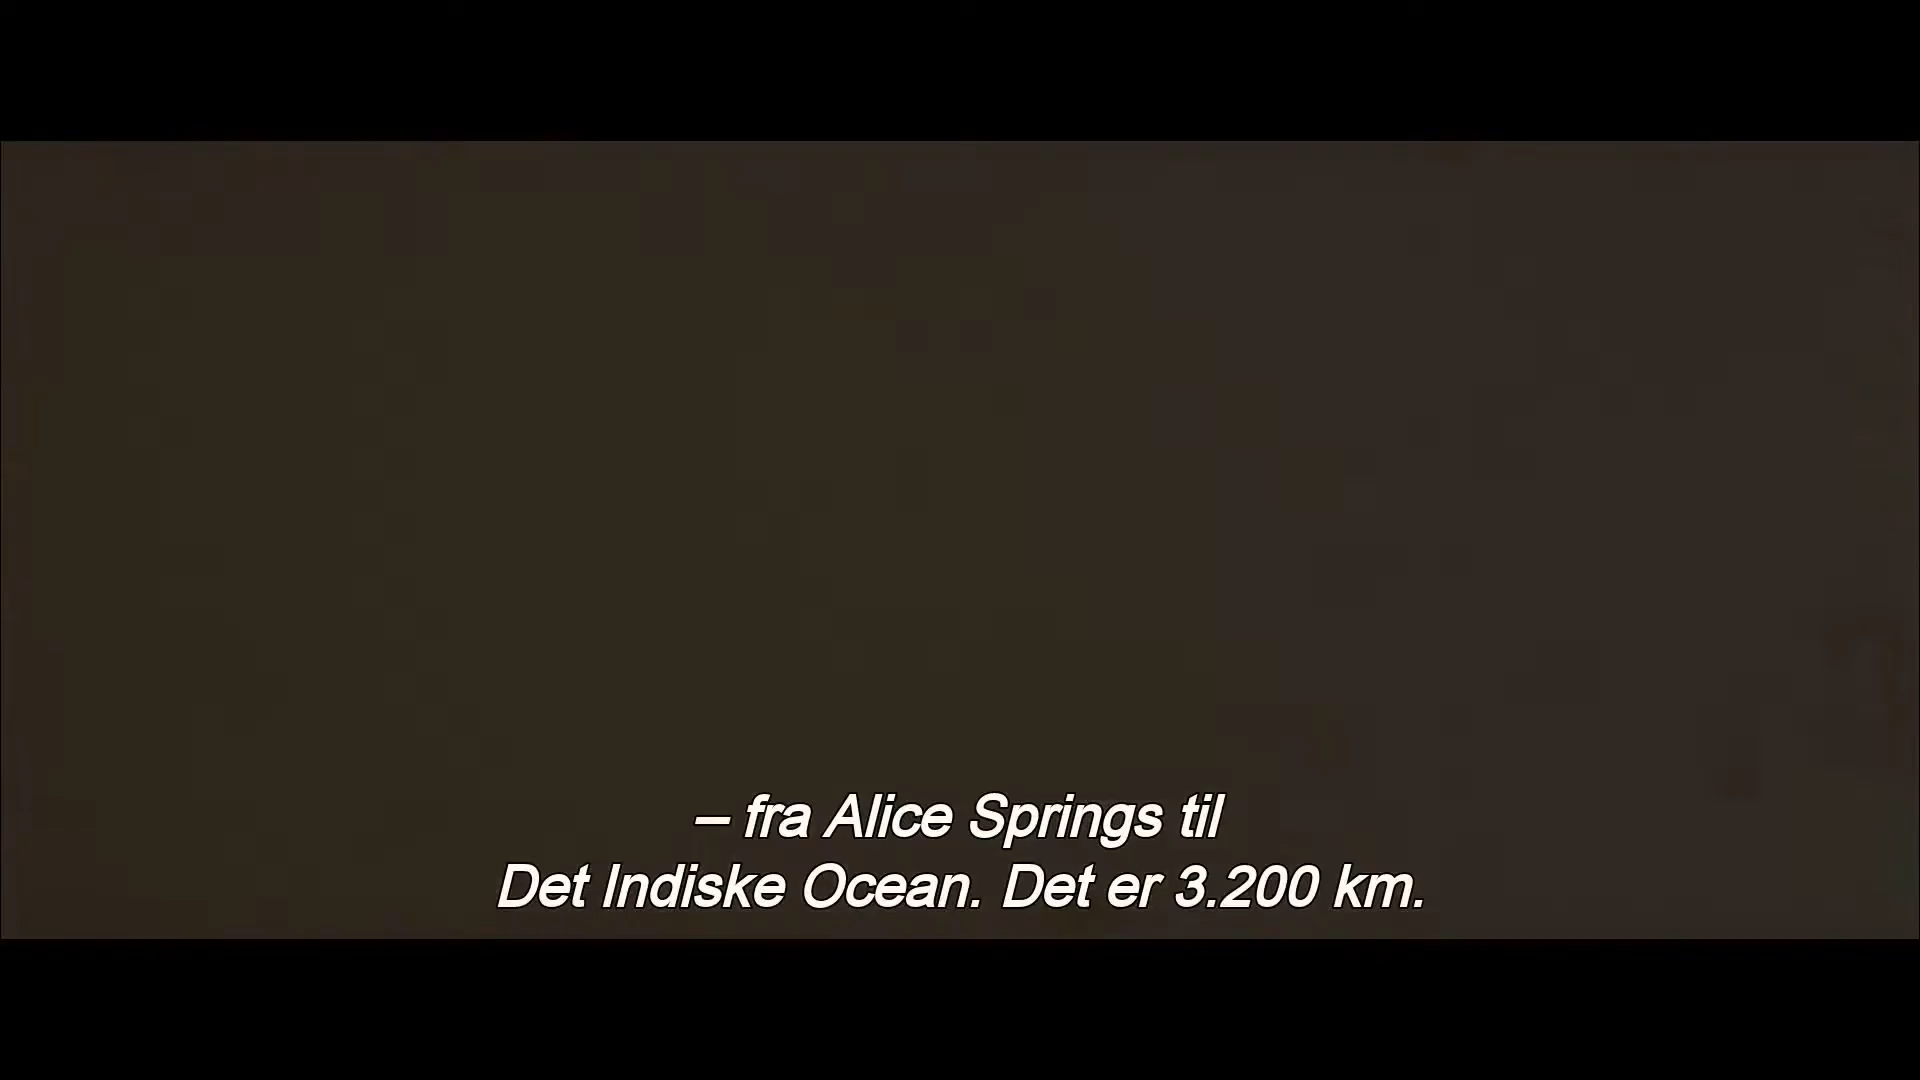 – fra Alice Springs til
Det Indiske Ocean. Det er 3.200 km.